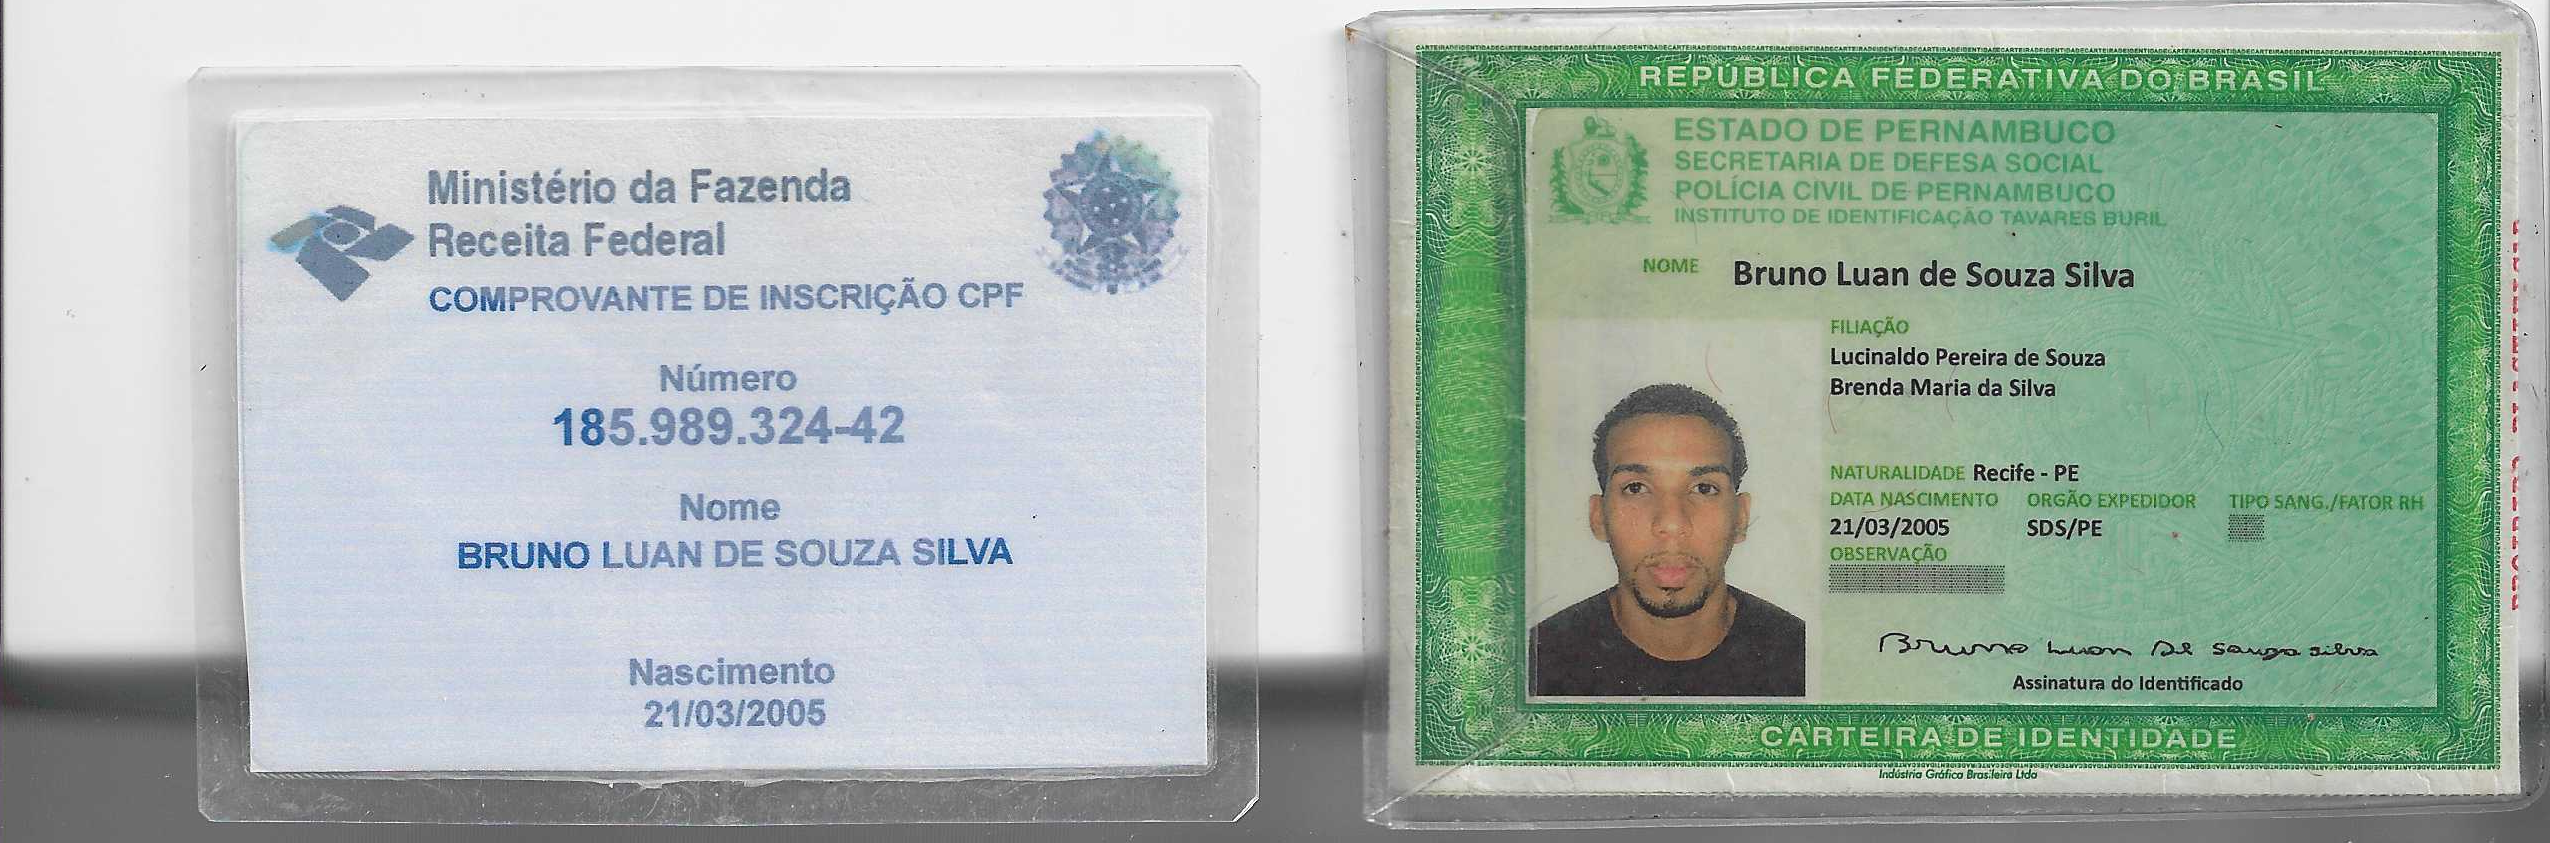 Ministério da Fazenda
Receita Federal
COMPROVANTE DE INSCRIÇÃO CPF
Número
185.989.324-42
Nome
BRUNO LUAN DE SOUZA SILVA
Nascimento
21/03/2005
REPÚBLICA FEDERATIVA DO BRASIL
ESTADO DE PERNAMBUCO
SECRETARIA DE DEFESA SOCIAL
POLÍCIA CIVIL DE PERNAMBUCO
INSTITUTO DE IDENTIFICAÇÃO TAVARES BURIL
NOME Bruno Luan de Souza Silva
FILIAÇÃO
Lucinaldo Pereira de Souza
Brenda Maria da Silva
NATURALIDADE Recife - PE
DATA NASCIMENTO ORGÃO EXPEDIDOR TIPO SANG./FATOR RH
21/03/2005 SDS/PE
OBSERVAÇÃO
Bruno Luan De Souza silva
Assinatura do Identificado
CARTEIRA DE IDENTIDADE
Indústria Gráfica Brasileira Ltda